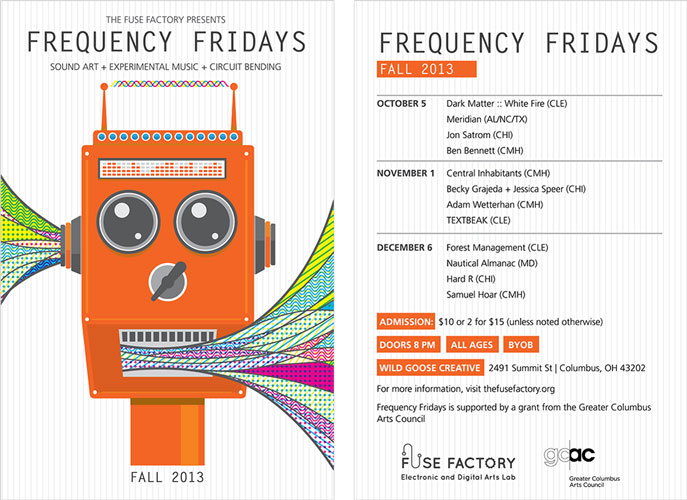 THE FUSE FACTORY PRESENTS
FREQUENCY FRIDAYS
SOUND ART + EXPERIMENTAL MUSIC + CIRCUIT BENDING
FALL 2013
FREQUENCY FRIDAYS
FALL 2013
OCTOBER 5 Dark Matter :: White Fire (CLE)
Meridian (AL/NC/TX)
Jon Satrom (CHI)
Ben Bennett (CMH)
NOVEMBER 1 Central Inhabitants (CMH)
Becky Grajeda + Jessica Speer (CHI)
Adam Wetterhan (CMH)
TEXTBEAK (CLE)
DECEMBER 6 Forest Management (CLE)
Nautical Almanac (MD)
Hard R (CHI)
Samuel Hoar (CMH)
ADMISSION: $10 or 2 for $15 (unless noted otherwise)
DOORS 8 PM ALL AGES BYOB
WILD GOOSE CREATIVE 2491 Summit St | Columbus, OH 43202
For more information, visit thefusefactory.org
Frequency Fridays is supported by a grant from the Greater Columbus
Arts Council
FUSE FACTORY
Electronic and Digital Arts Lab
gcac
Greater Columbus
Arts Council